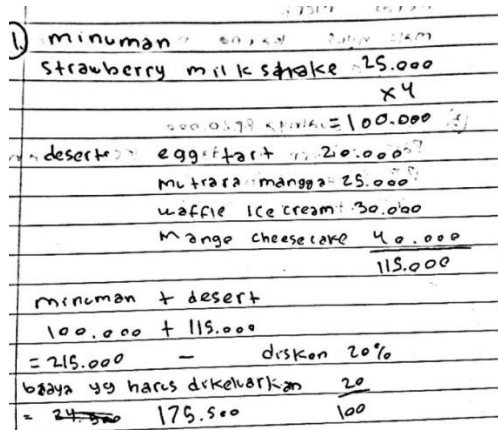 1. minuman
strawberry milkshake 25.000
x4
= 100.000
desert eggtart 20.000
mutiara mangga 25.000
waffle Ice cream 30.000
Mango cheesecake 40.000
115.000
minuman + desert
100.000 + 115.000
= 215.000 - diskon 20%
biaya yg harus dikeluarkan 20
= 175.500 100